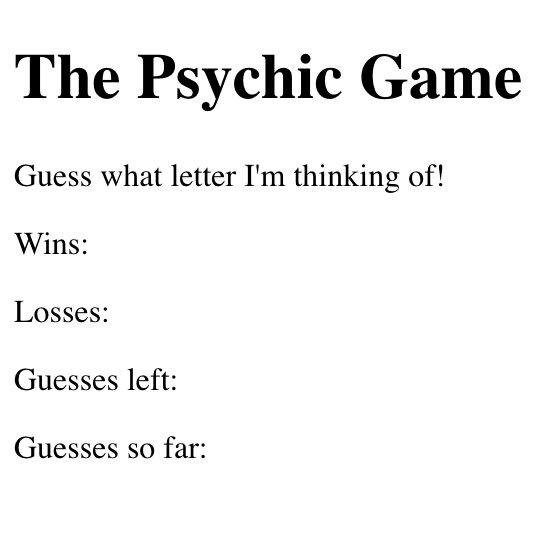 The Psychic Game
Guess what letter I'm thinking of!
Wins:
Losses:
Guesses left:
Guesses so far: